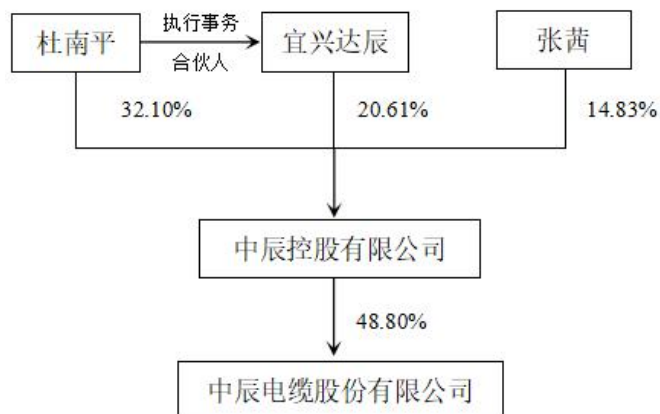 杜南平
执行事务
合伙人
宜兴达辰
张茜
32.10%
20.61%
14.83%
中辰控股有限公司
48.80%
中辰电缆股份有限公司